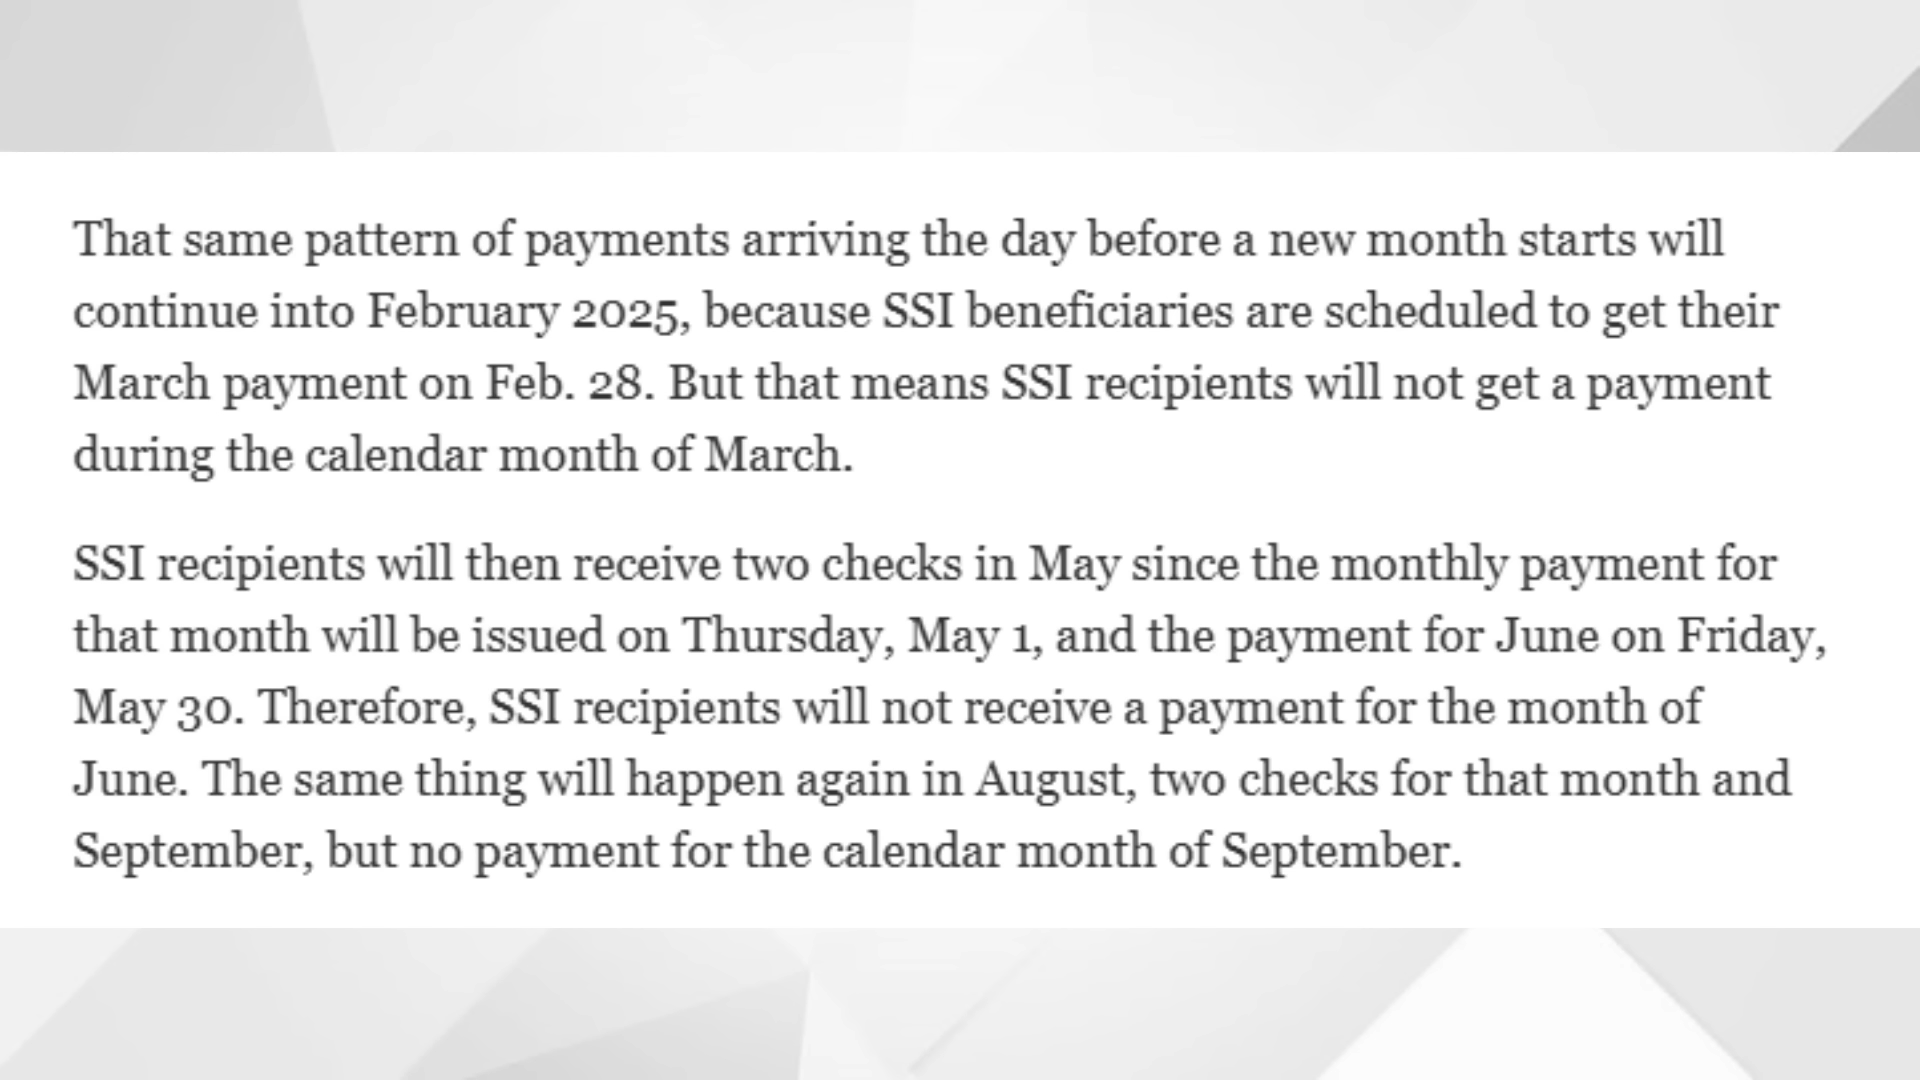 That same pattern of payments arriving the day before a new month starts will
continue into February 2025, because SSI beneficiaries are scheduled to get their
March payment on Feb. 28. But that means SSI recipients will not get a payment
during the calendar month of March.
SSI recipients will then receive two checks in May since the monthly payment for
that month will be issued on Thursday, May 1, and the payment for June on Friday,
May 30. Therefore, SSI recipients will not receive a payment for the month of
June. The same thing will happen again in August, two checks for that month and
September, but no payment for the calendar month of September.